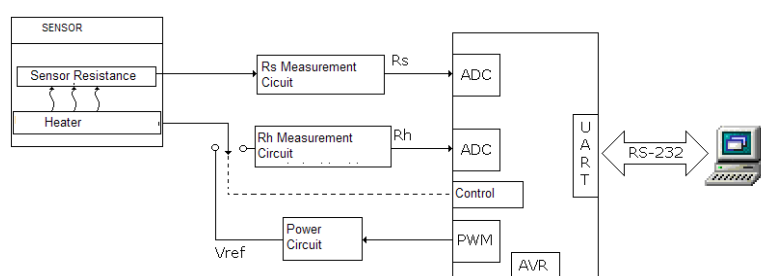 SENSOR
Sensor Resistance
Heater
Rs Measurement
Cicuit
Rs
ADC
Rh Measurement
Circuit
Rh
ADC
Control
Power
Circuit
Vref
PWM
AVR
UART
RS-232